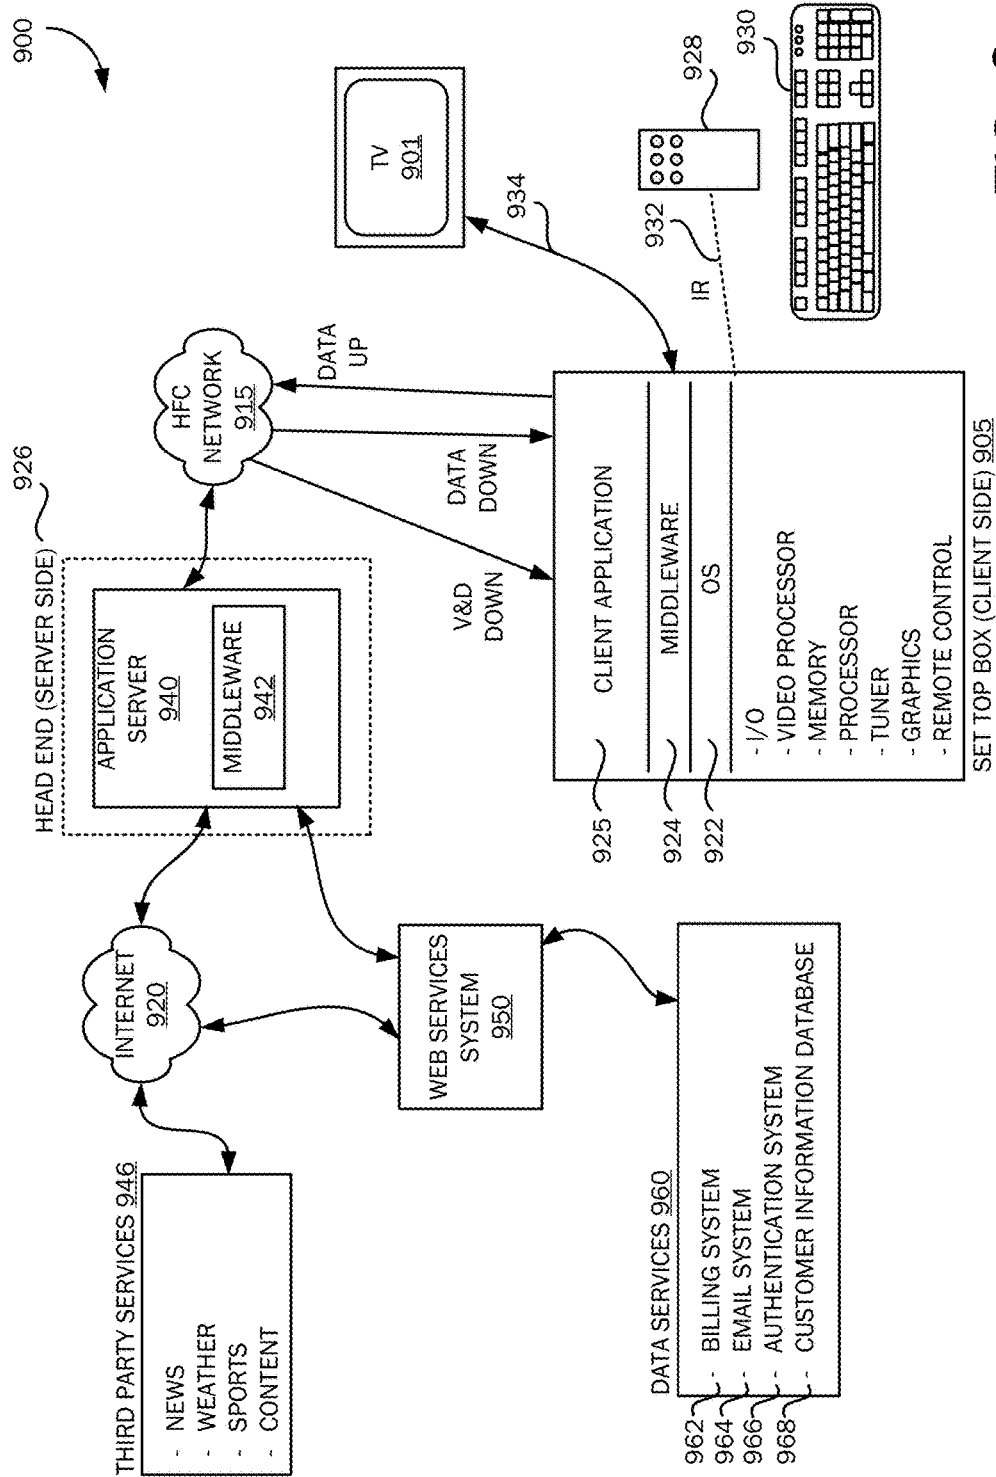 900
HEAD END (SERVER SIDE)
926
THIRD PARTY SERVICES 946
- NEWS
- WEATHER
- SPORTS
- CONTENT
INTERNET
920
APPLICATION
SERVER
940
MIDDLEWARE
942
HFC
NETWORK
915
TV
901
934
WEB SERVICES
SYSTEM
950
V&D
DOWN
DATA
DOWN
DATA
UP
925
CLIENT APPLICATION
924
MIDDLEWARE
922
OS
- I/O
- VIDEO PROCESSOR
- MEMORY
- PROCESSOR
- TUNER
- GRAPHICS
- REMOTE CONTROL
SET TOP BOX (CLIENT SIDE) 905
IR
932
928
930
DATA SERVICES 960
962 - BILLING SYSTEM
964 - EMAIL SYSTEM
966 - AUTHENTICATION SYSTEM
968 - CUSTOMER INFORMATION DATABASE